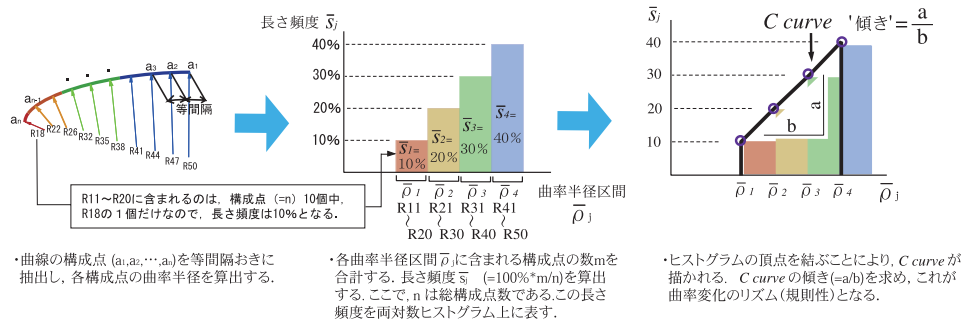 a₁
a₂
a₃
aₙ₋₁
aₙ
等間隔
R18
R22
R26
R32
R35
R38
R41
R44
R47
R50
R11〜R20に含まれるのは，構成点（=n）10個中，
R18の１個だけなので，長さ頻度は10％となる．
・曲線の構成点 (a₁,a₂,…,aₙ)を等間隔おきに
抽出し，各構成点の曲率半径を算出する．
長さ頻度 s̅ⱼ
40%
30%
20%
10%
s̅₁=
10%
s̅₂=
20%
s̅₃=
30%
s̅₄=
40%
ρ̅ ₁ ρ̅ ₂ ρ̅ ₃ ρ̅ ₄ 曲率半径区間
R11 R21 R31 R41 ρ̅ j
〜R20 〜R30 〜R40 〜R50
・各曲率半径区間 ρ̅ⱼ に含まれる構成点の数mを
合計する．長さ頻度 s̅j (=100%*m/n)を算出
する．ここで，n は総構成点数である.この長さ
頻度を両対数ヒストグラム上に表す．
s̅ⱼ
C curve
'傾き'= a/b
40
30
20
10
a
b
ρ̅ ₁ ρ̅ ₂ ρ̅ ₃ ρ̅ ₄ ρ̅ ⱼ
・ヒストグラムの頂点を結ぶことにより，C curveが
描かれる．C curveの傾き(=a/b)を求め，これが
曲率変化のリズム（規則性）となる．